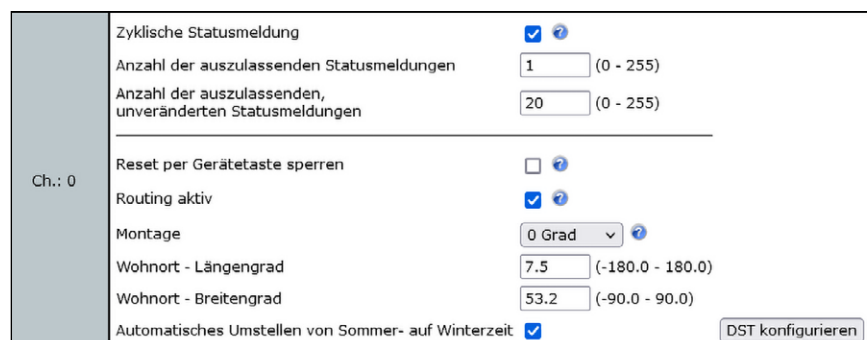 Zyklische Statusmeldung
Anzahl der auszulassenden Statusmeldungen 1 (0 - 255)
Anzahl der auszulassenden,
unveränderten Statusmeldungen 20 (0 - 255)
Ch.: 0
Reset per Gerätetaste sperren
Routing aktiv
Montage 0 Grad
Wohnort - Längengrad 7.5 (-180.0 - 180.0)
Wohnort - Breitengrad 53.2 (-90.0 - 90.0)
Automatisches Umstellen von Sommer- auf Winterzeit DST konfigurieren